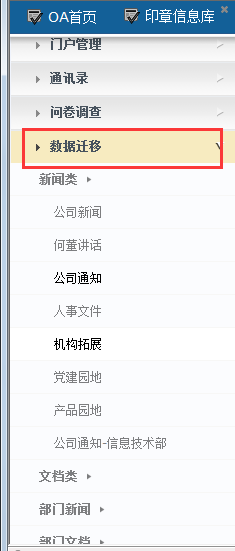 OA首页 印章信息库
门户管理
通讯录
问卷调查
数据迁移
新闻类
公司新闻
何董讲话
公司通知
人事文件
机构拓展
党建园地
产品园地
公司通知-信息技术部
文档类
部门新闻
部门文档